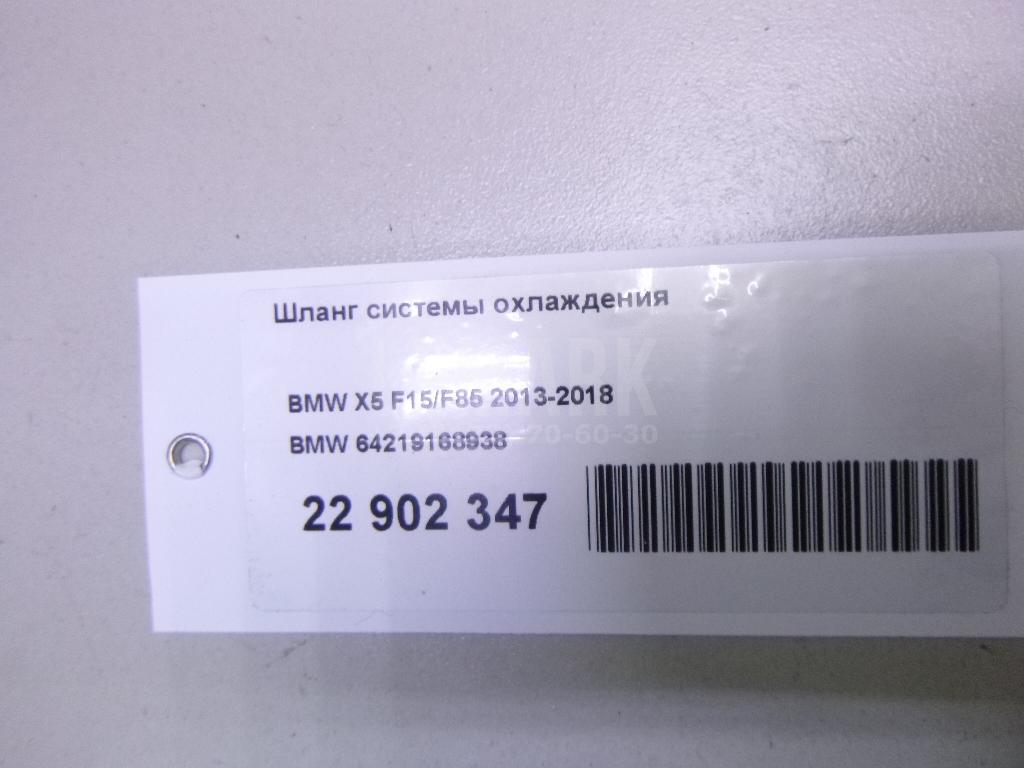 Шланг системы охлаждения
BMW X5 F15/F85 2013-2018
BMW 64219168938
22 902 347